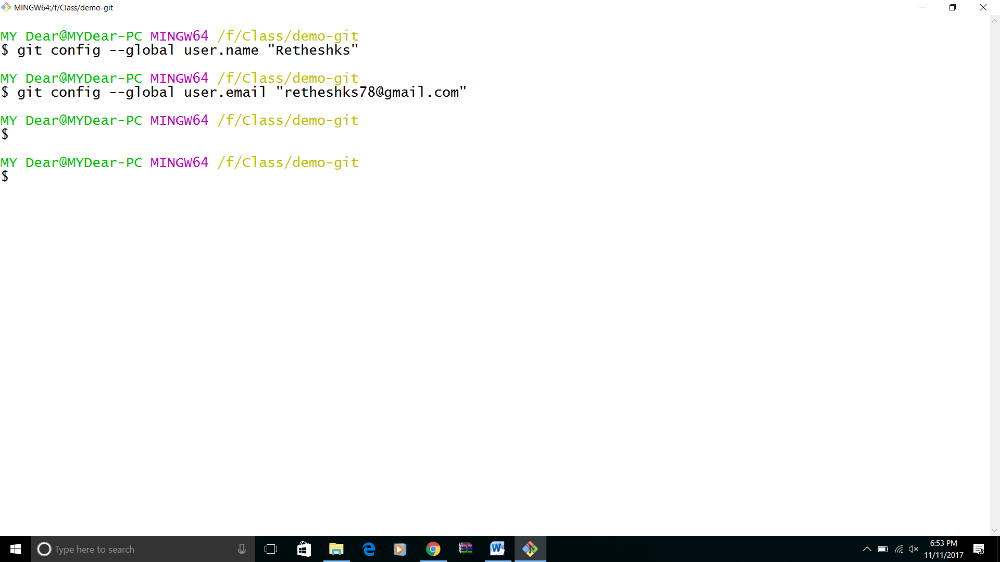 MINGW64:/f/Class/demo-git
MY Dear@MYDear-PC MINGW64 /f/Class/demo-git
$ git config --global user.name "Retheshks"
MY Dear@MYDear-PC MINGW64 /f/Class/demo-git
$ git config --global user.email "retheshks78@gmail.com"
MY Dear@MYDear-PC MINGW64 /f/Class/demo-git
$
MY Dear@MYDear-PC MINGW64 /f/Class/demo-git
$
Type here to search
6:53 PM
11/11/2017